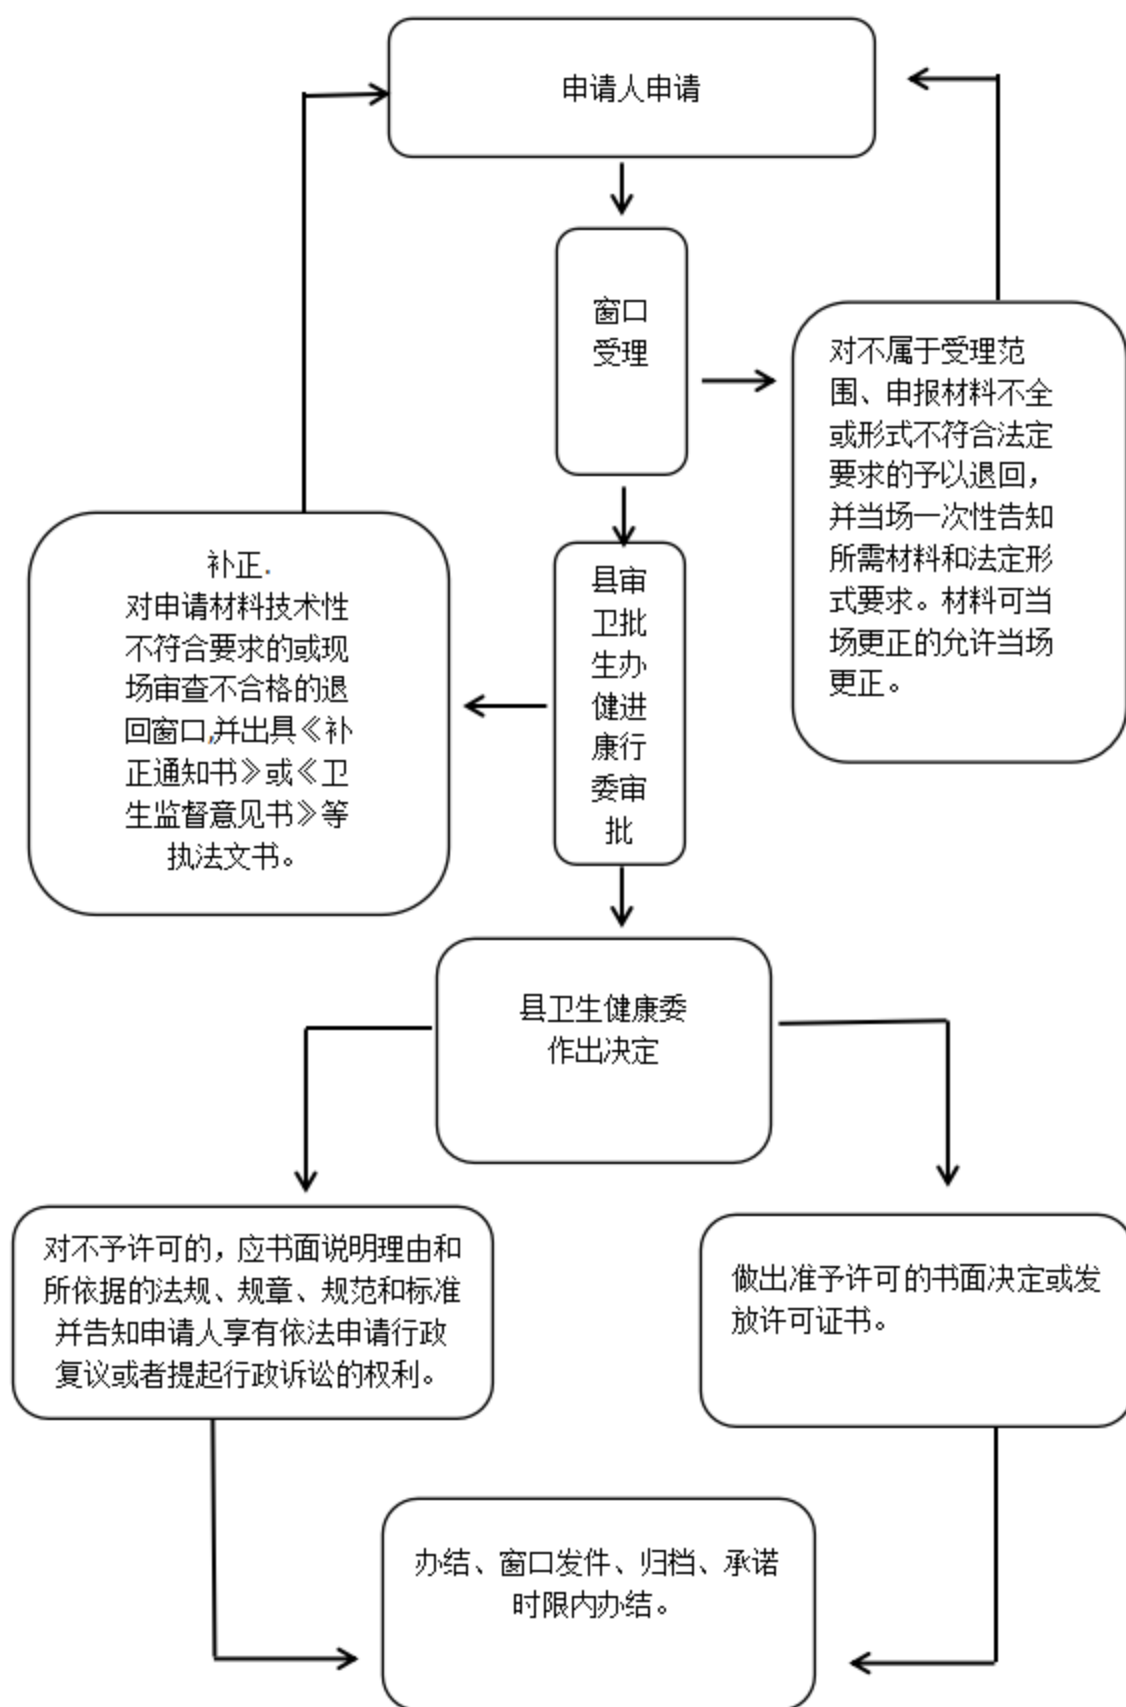 申请人申请
窗口
受理
对不属于受理范
围、申报材料不全
或形式不符合法定
要求的予以退回，
并当场一次性告知
所需材料和法定形
式要求。材料可当
场更正的允许当场
更正。
补正.
对申请材料技术性
不符合要求的或现
场审查不合格的退
回窗口,并出具《补
正通知书》或《卫
生监督意见书》等
执法文书。
县审
卫批
生办
健进
康行
委审
批
县卫生健康委
作出决定
对不予许可的，应书面说明理由和
所依据的法规、规章、规范和标准
并告知申请人享有依法申请行政
复议或者提起行政诉讼的权利。
做出准予许可的书面决定或发
放许可证书。
办结、窗口发件、归档、承诺
时限内办结。